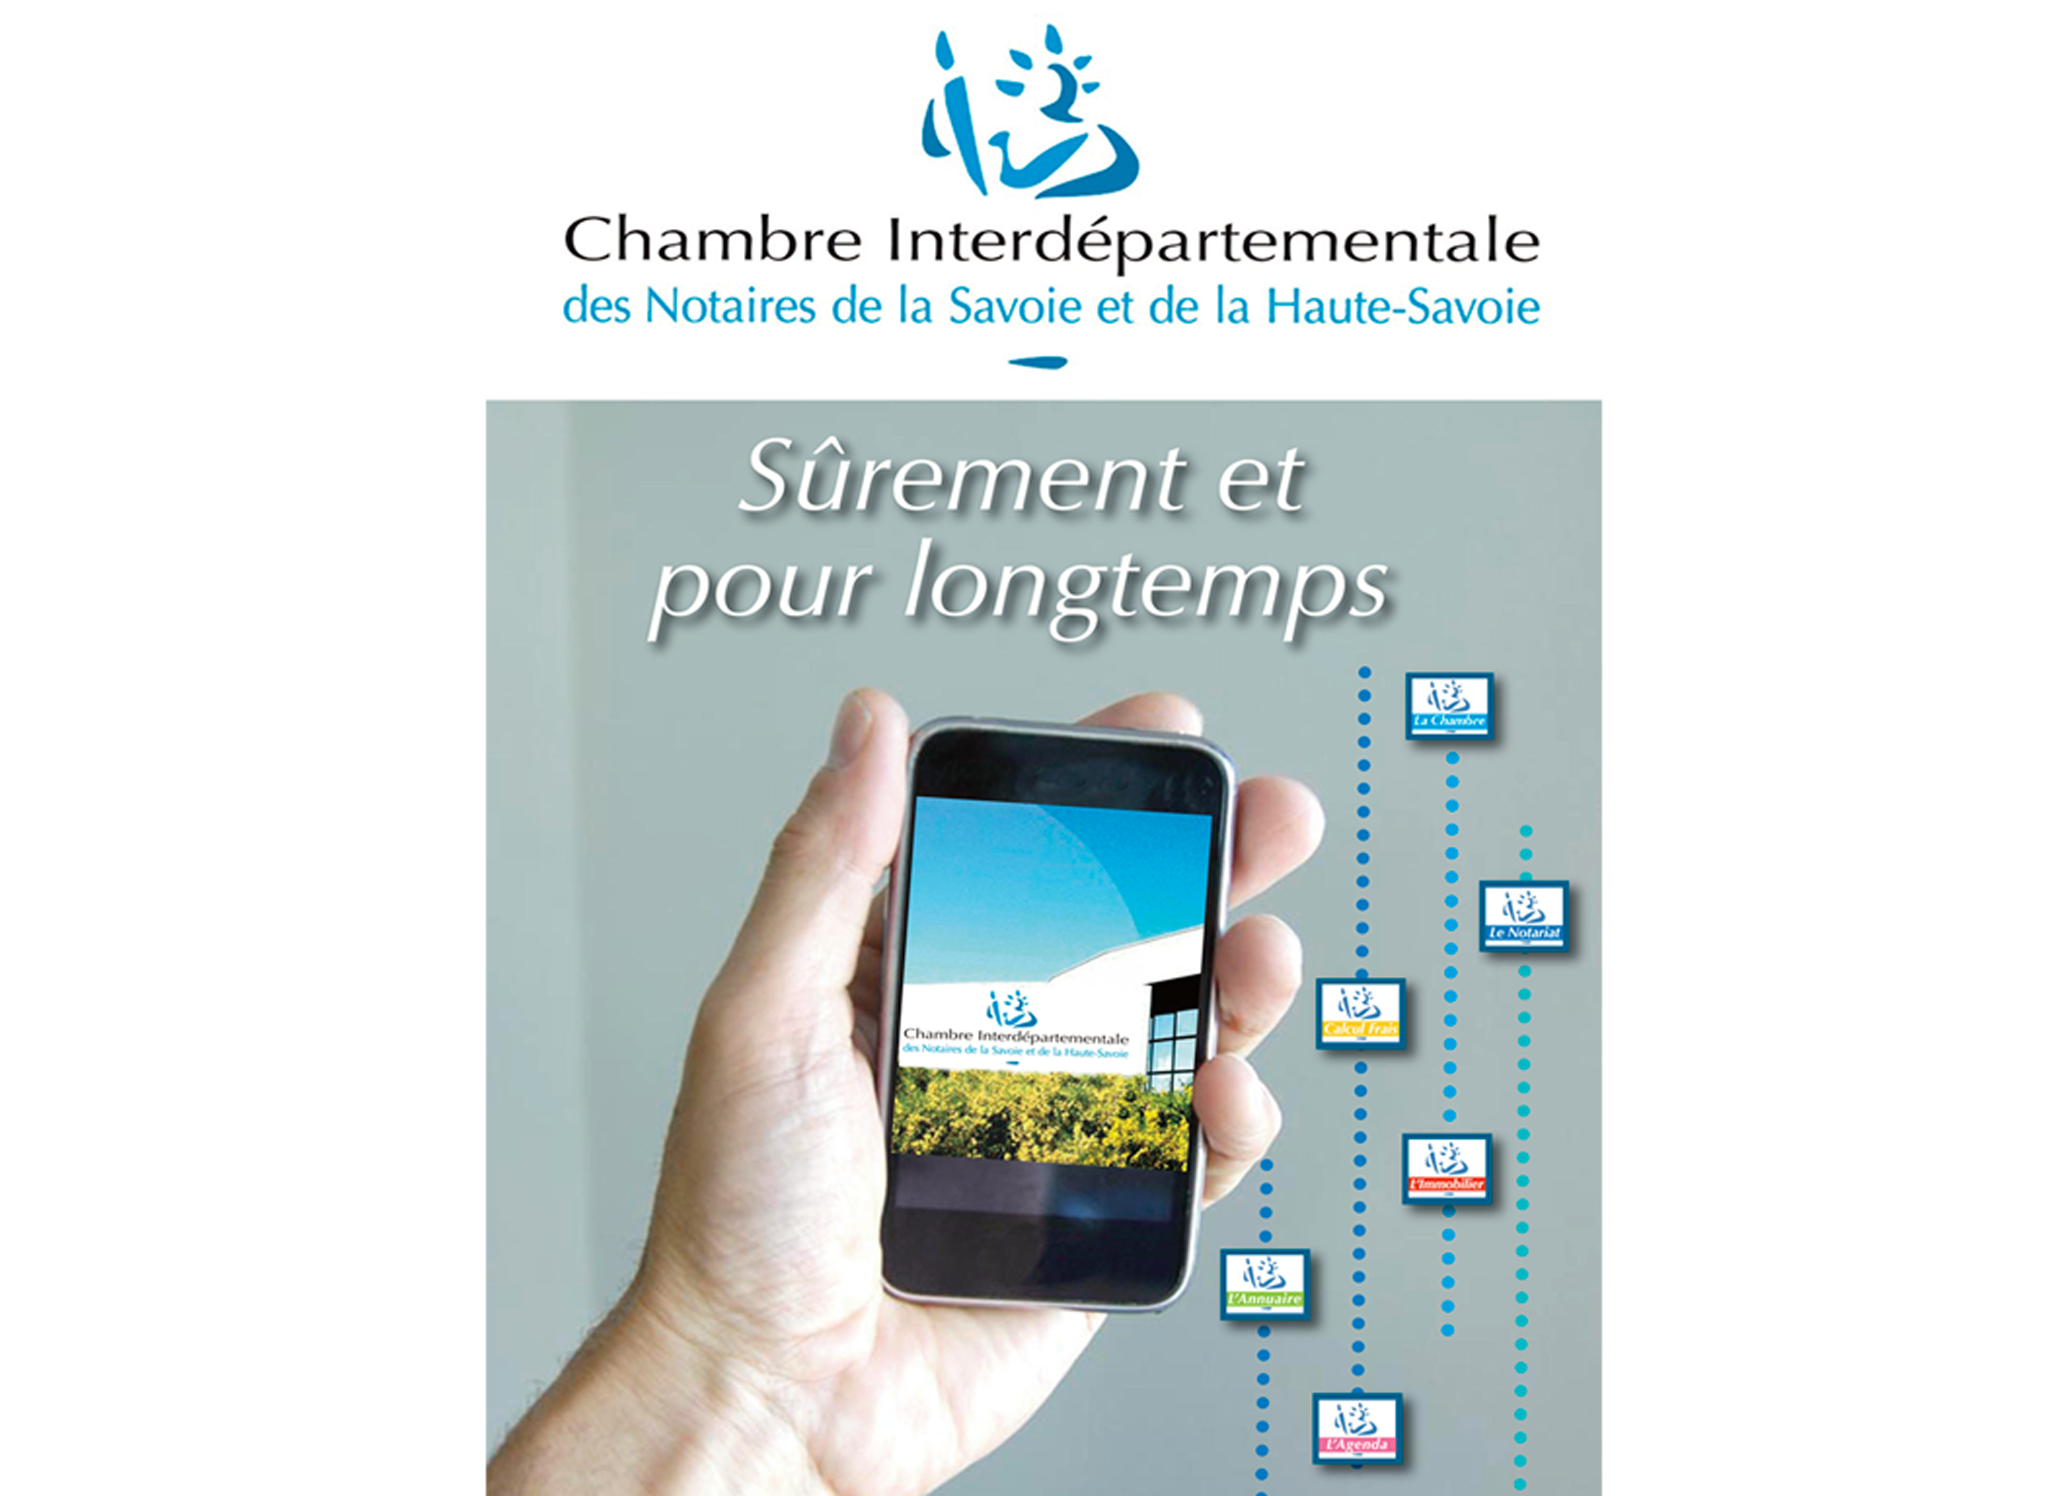 Chambre Interdépartementale
des Notaires de la Savoie et de la Haute-Savoie
Sûrement et
pour longtemps
La Chambre
Le Notariat
Calcul Frais
Chambre Interdépartementale
des Notaires de la Savoie et de la Haute-Savoie
L'Immobilier
L'Annuaire
L'Agenda